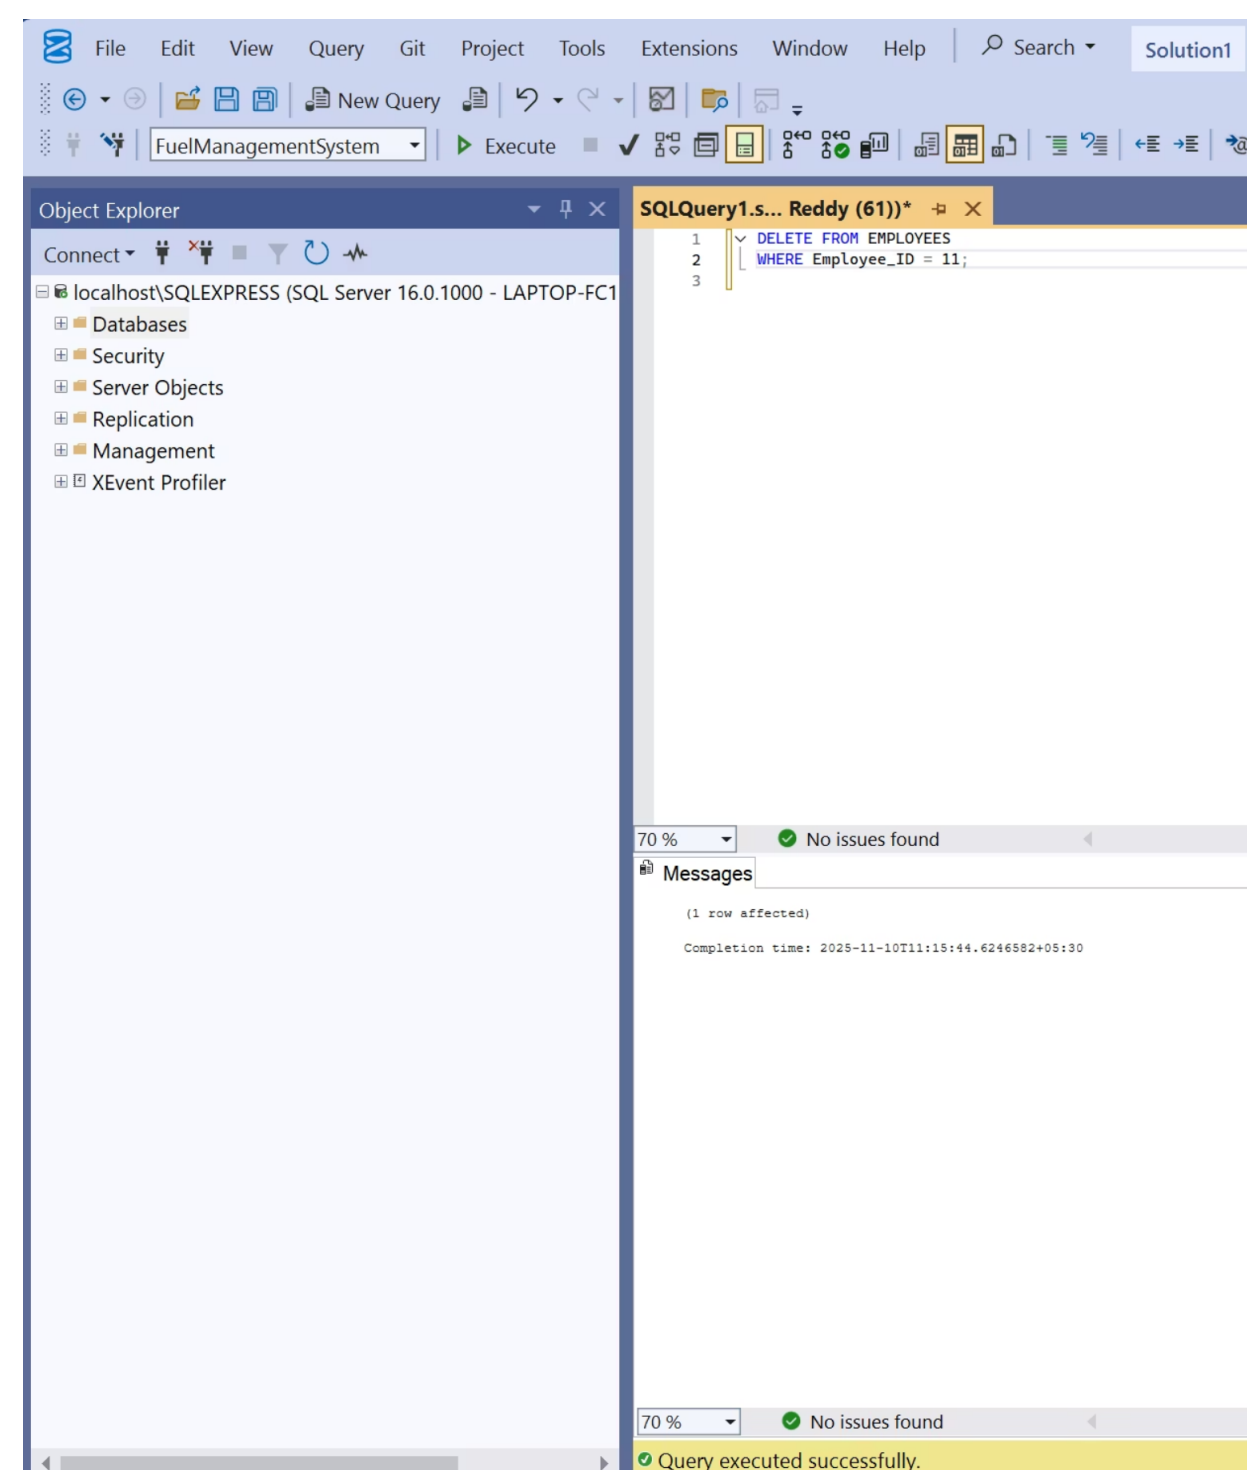 File Edit View Query Git Project Tools Extensions Window Help Search Solution1
New Query
FuelManagementSystem Execute
Object Explorer
Connect
localhost\SQLEXPRESS (SQL Server 16.0.1000 - LAPTOP-FC1
Databases
Security
Server Objects
Replication
Management
XEvent Profiler
SQLQuery1.s... Reddy (61))*
1 DELETE FROM EMPLOYEES
2 WHERE Employee_ID = 11;
3
70 % No issues found
Messages
(1 row affected)
Completion time: 2025-11-10T11:15:44.6246582+05:30
70 % No issues found
Query executed successfully.